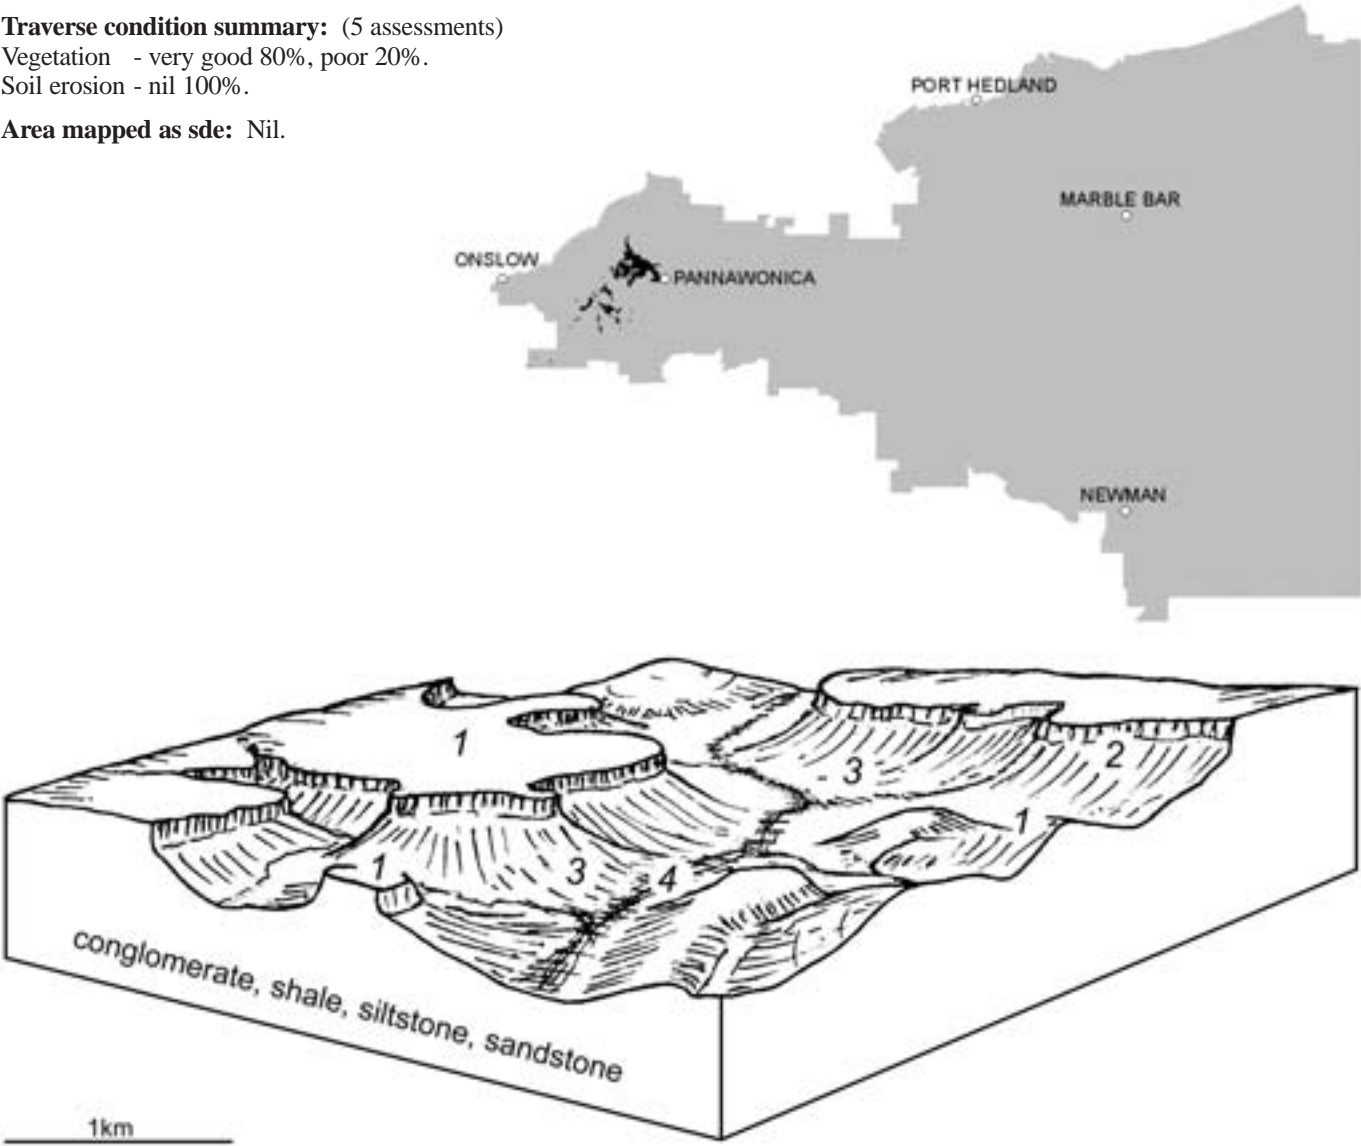 Traverse condition summary: (5 assessments)
Vegetation - very good 80%, poor 20%.
Soil erosion - nil 100%.
Area mapped as sde: Nil.
PORT HEDLAND
MARBLE BAR
ONSLOW
PANNAWONICA
NEWMAN
1
2
3
1
1
3
4
conglomerate, shale, siltstone, sandstone
1km